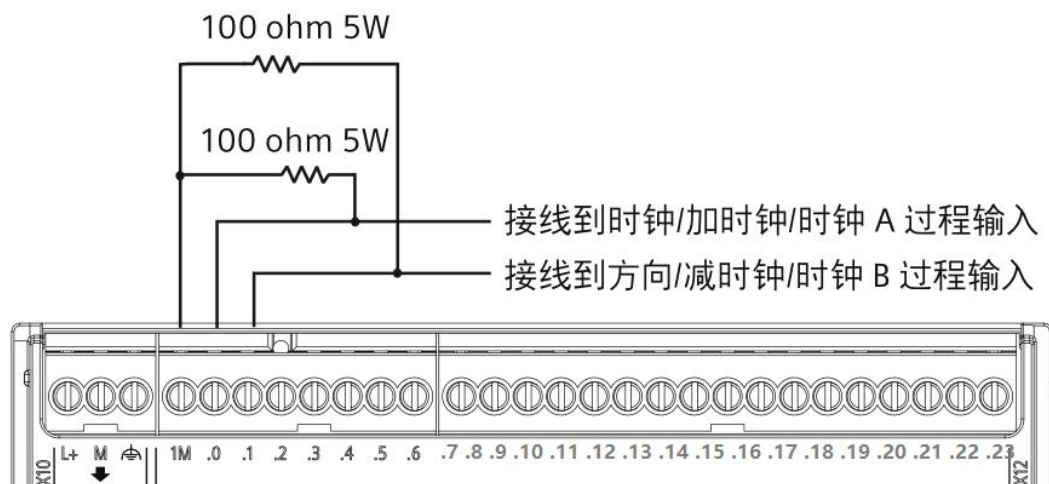 100 ohm 5W
100 ohm 5W
接线到时钟/加时钟/时钟 A 过程输入
接线到方向/减时钟/时钟 B 过程输入
L+ M 1M .0 .1 .2 .3 .4 .5 .6 .7 .8 .9 .10 .11 .12 .13 .14 .15 .16 .17 .18 .19 .20 .21 .22 .23
X10
X12